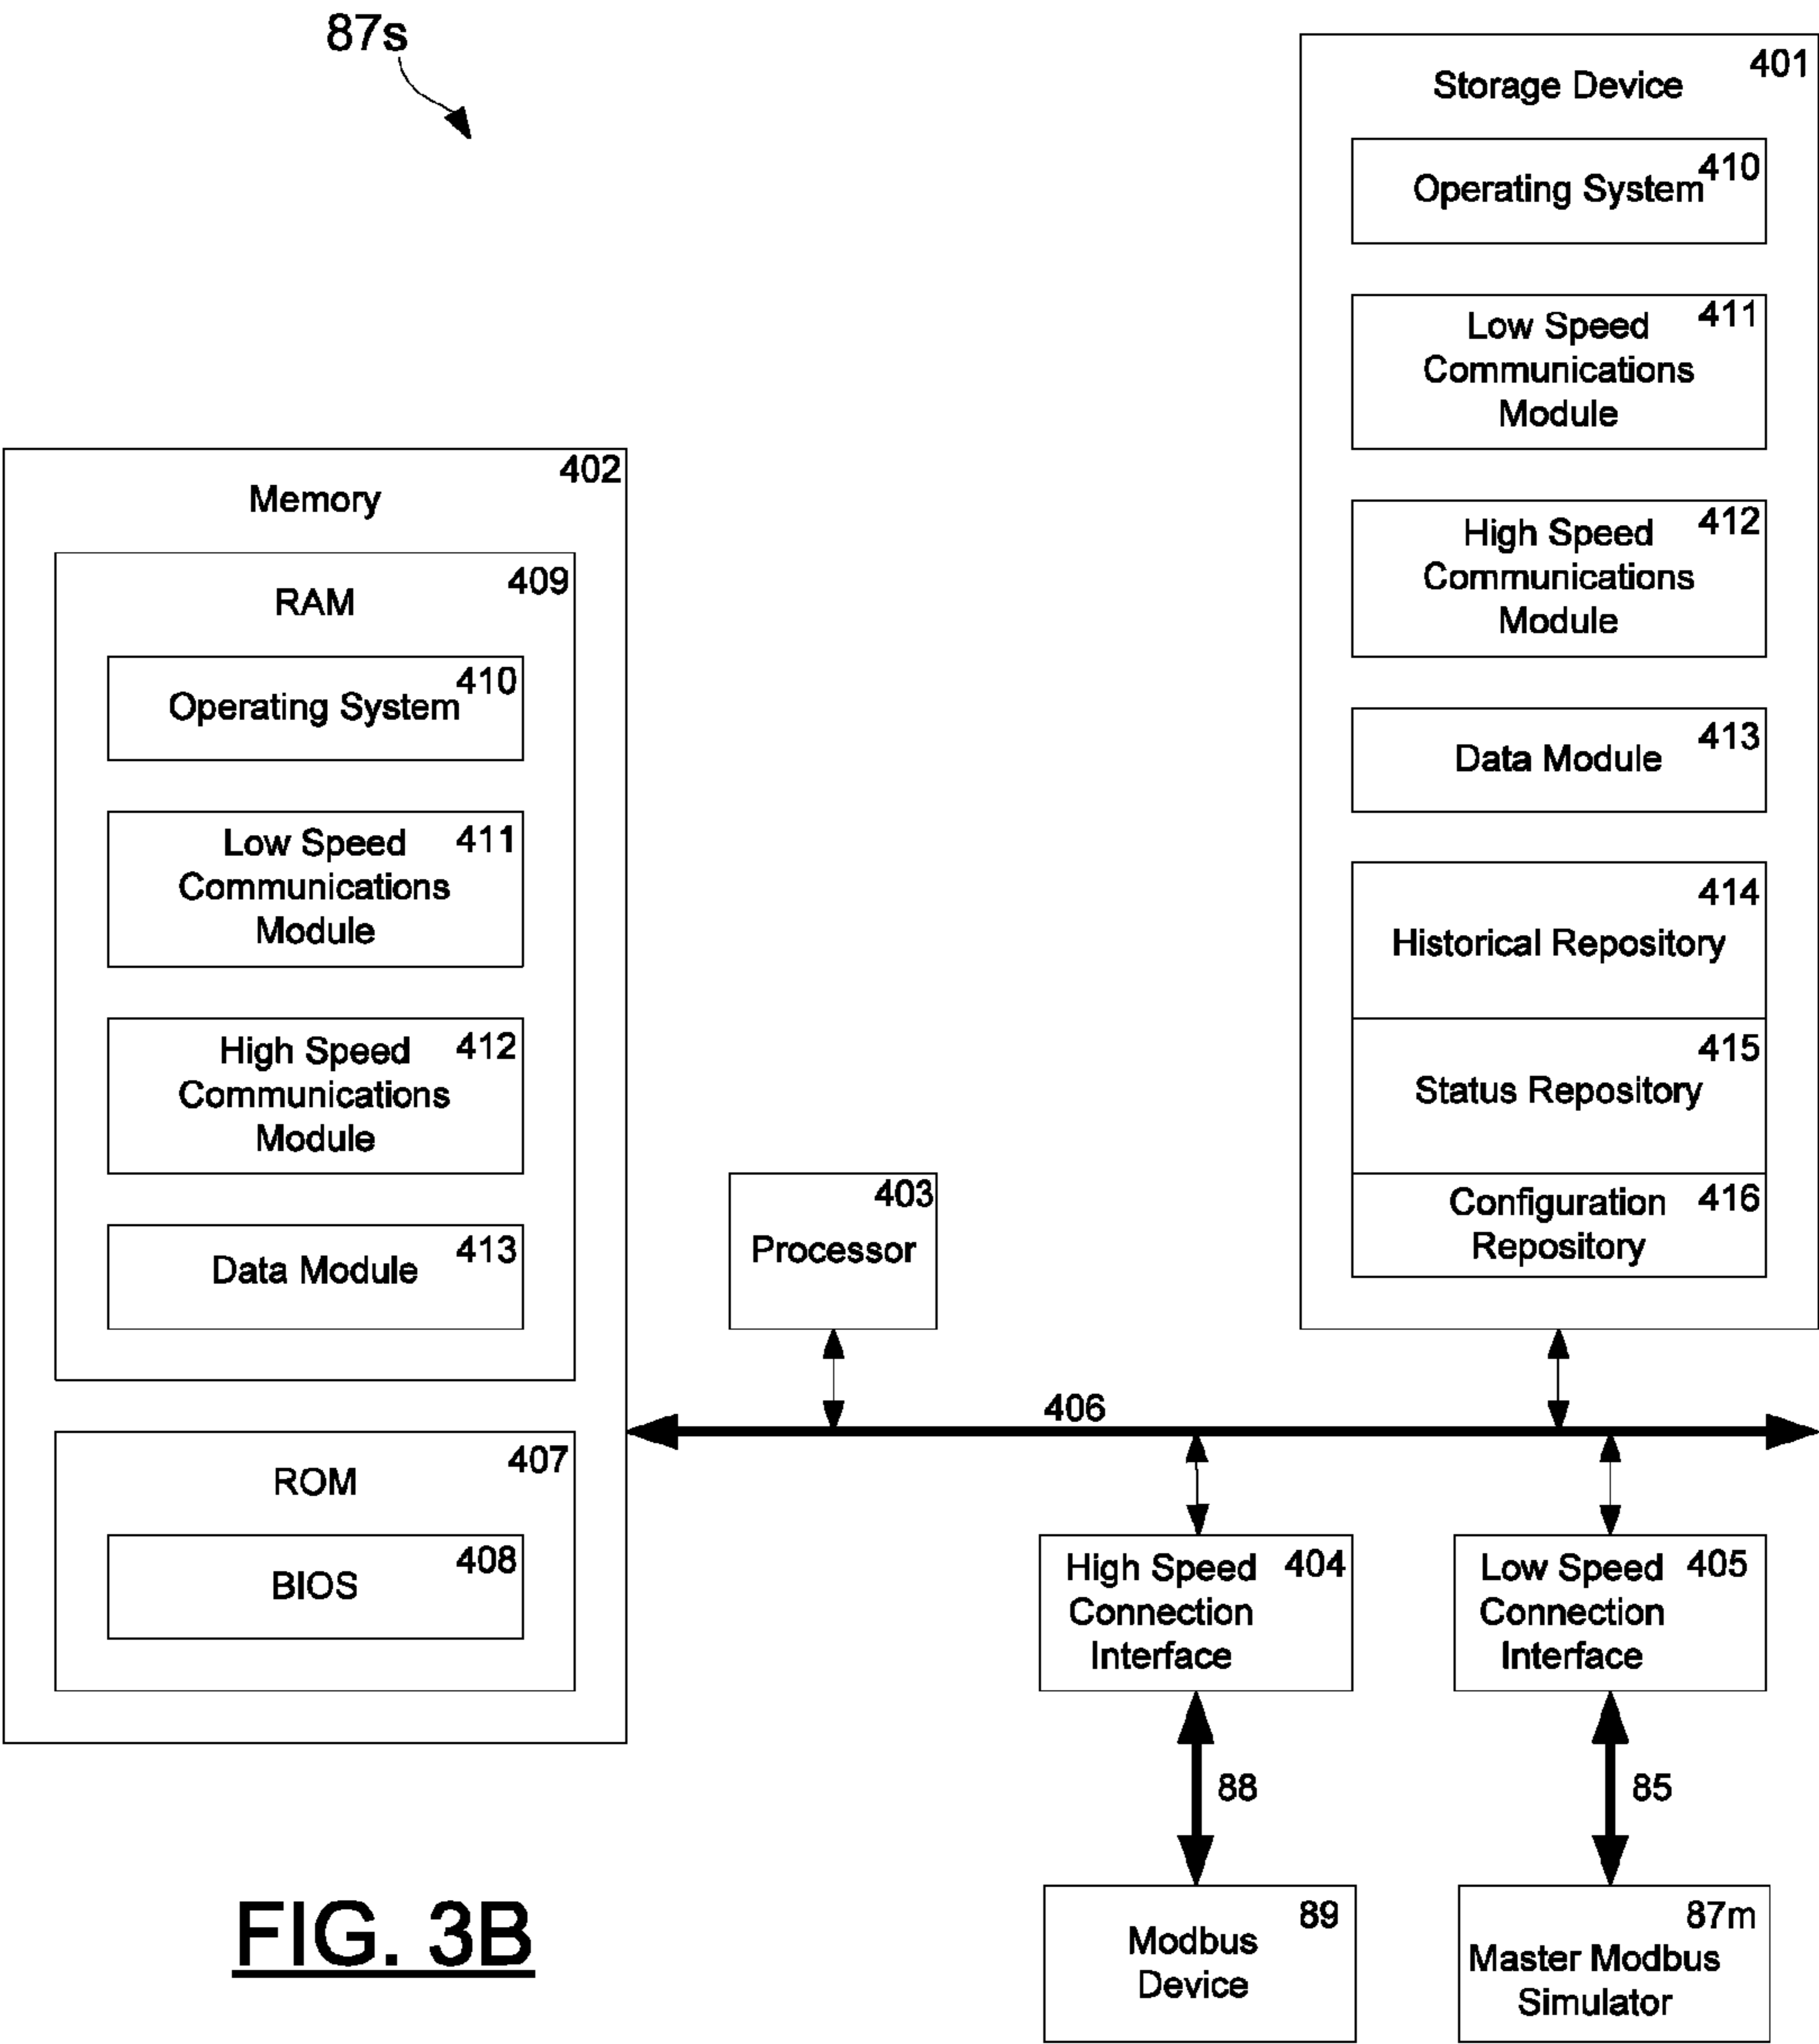 87s
401
Storage Device
410
Operating System
411
Low Speed
Communications
Module
412
High Speed
Communications
Module
413
Data Module
414
Historical Repository
415
Status Repository
416
Configuration
Repository
402
Memory
409
RAM
410
Operating System
411
Low Speed
Communications
Module
412
High Speed
Communications
Module
413
Data Module
407
ROM
408
BIOS
403
Processor
406
404
High Speed
Connection
Interface
405
Low Speed
Connection
Interface
88
85
89
Modbus
Device
87m
Master Modbus
Simulator
FIG. 3B